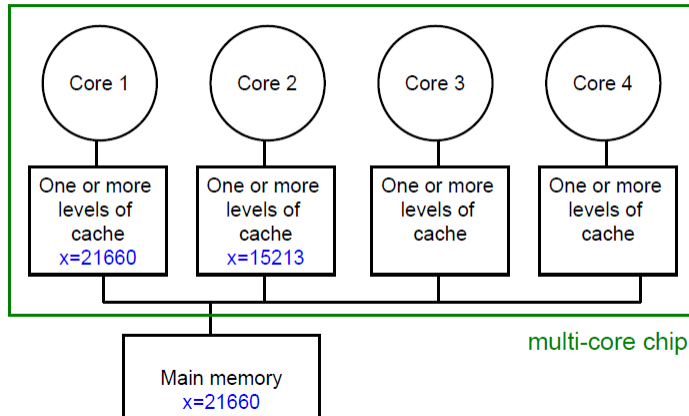 Core 1
Core 2
Core 3
Core 4
One or more
levels of
cache
x=21660
One or more
levels of
cache
x=15213
One or more
levels of
cache
One or more
levels of
cache
multi-core chip
Main memory
x=21660